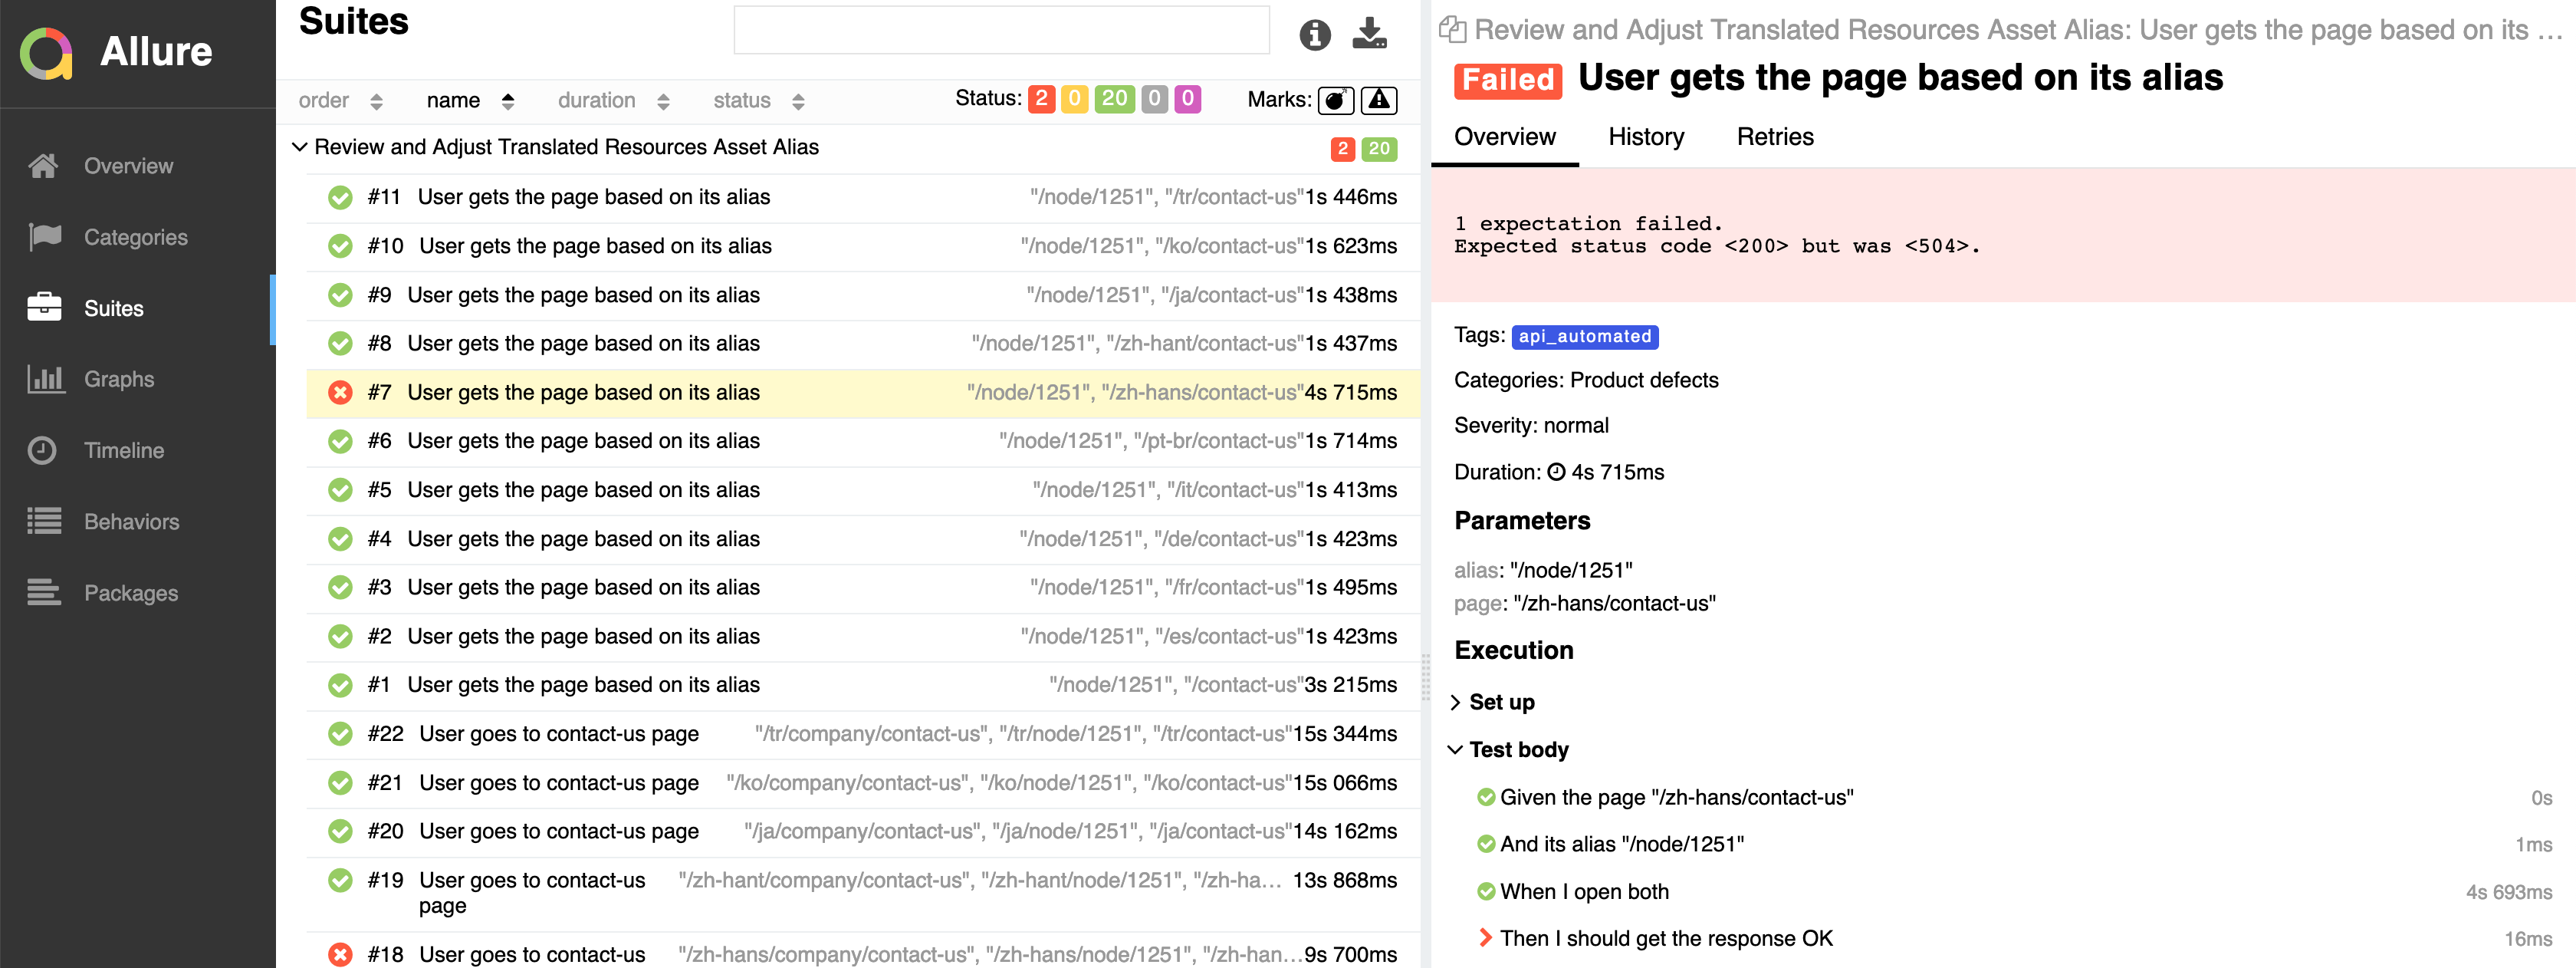 Allure
Overview
Categories
Suites
Graphs
Timeline
Behaviors
Packages
Suites
order name duration status Status: 2 0 20 0 0 Marks:
Review and Adjust Translated Resources Asset Alias 2 20
#11 User gets the page based on its alias "/node/1251", "/tr/contact-us" 1s 446ms
#10 User gets the page based on its alias "/node/1251", "/ko/contact-us" 1s 623ms
#9 User gets the page based on its alias "/node/1251", "/ja/contact-us" 1s 438ms
#8 User gets the page based on its alias "/node/1251", "/zh-hant/contact-us" 1s 437ms
#7 User gets the page based on its alias "/node/1251", "/zh-hans/contact-us" 4s 715ms
#6 User gets the page based on its alias "/node/1251", "/pt-br/contact-us" 1s 714ms
#5 User gets the page based on its alias "/node/1251", "/it/contact-us" 1s 413ms
#4 User gets the page based on its alias "/node/1251", "/de/contact-us" 1s 423ms
#3 User gets the page based on its alias "/node/1251", "/fr/contact-us" 1s 495ms
#2 User gets the page based on its alias "/node/1251", "/es/contact-us" 1s 423ms
#1 User gets the page based on its alias "/node/1251", "/contact-us" 3s 215ms
#22 User goes to contact-us page "/tr/company/contact-us", "/tr/node/1251", "/tr/contact-us" 15s 344ms
#21 User goes to contact-us page "/ko/company/contact-us", "/ko/node/1251", "/ko/contact-us" 15s 066ms
#20 User goes to contact-us page "/ja/company/contact-us", "/ja/node/1251", "/ja/contact-us" 14s 162ms
#19 User goes to contact-us "/zh-hant/company/contact-us", "/zh-hant/node/1251", "/zh-ha... 13s 868ms
page
#18 User goes to contact-us "/zh-hans/company/contact-us", "/zh-hans/node/1251", "/zh-han... 9s 700ms
Review and Adjust Translated Resources Asset Alias: User gets the page based on its ...
Failed User gets the page based on its alias
Overview History Retries
1 expectation failed.
Expected status code <200> but was <504>.
Tags: api_automated
Categories: Product defects
Severity: normal
Duration: 4s 715ms
Parameters
alias: "/node/1251"
page: "/zh-hans/contact-us"
Execution
Set up
Test body
Given the page "/zh-hans/contact-us" 0s
And its alias "/node/1251" 1ms
When I open both 4s 693ms
Then I should get the response OK 16ms